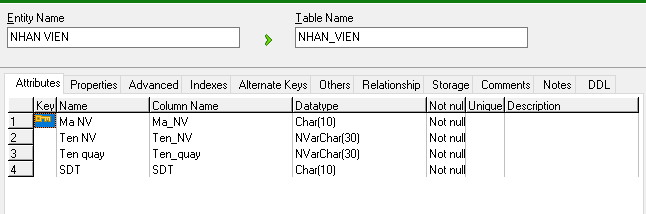 Entity Name Table Name
NHAN VIEN NHAN_VIEN
Attributes Properties Advanced Indexes Alternate Keys Others Relationship Storage Comments Notes DDL
Key Name Column Name Datatype Not nul Unique Description
1 Ma NV Ma_NV Char(10) Not null
2 Ten NV Ten_NV NVarChar(30) Not null
3 Ten quay Ten_quay NVarChar(30) Not null
4 SDT SDT Char(10) Not null